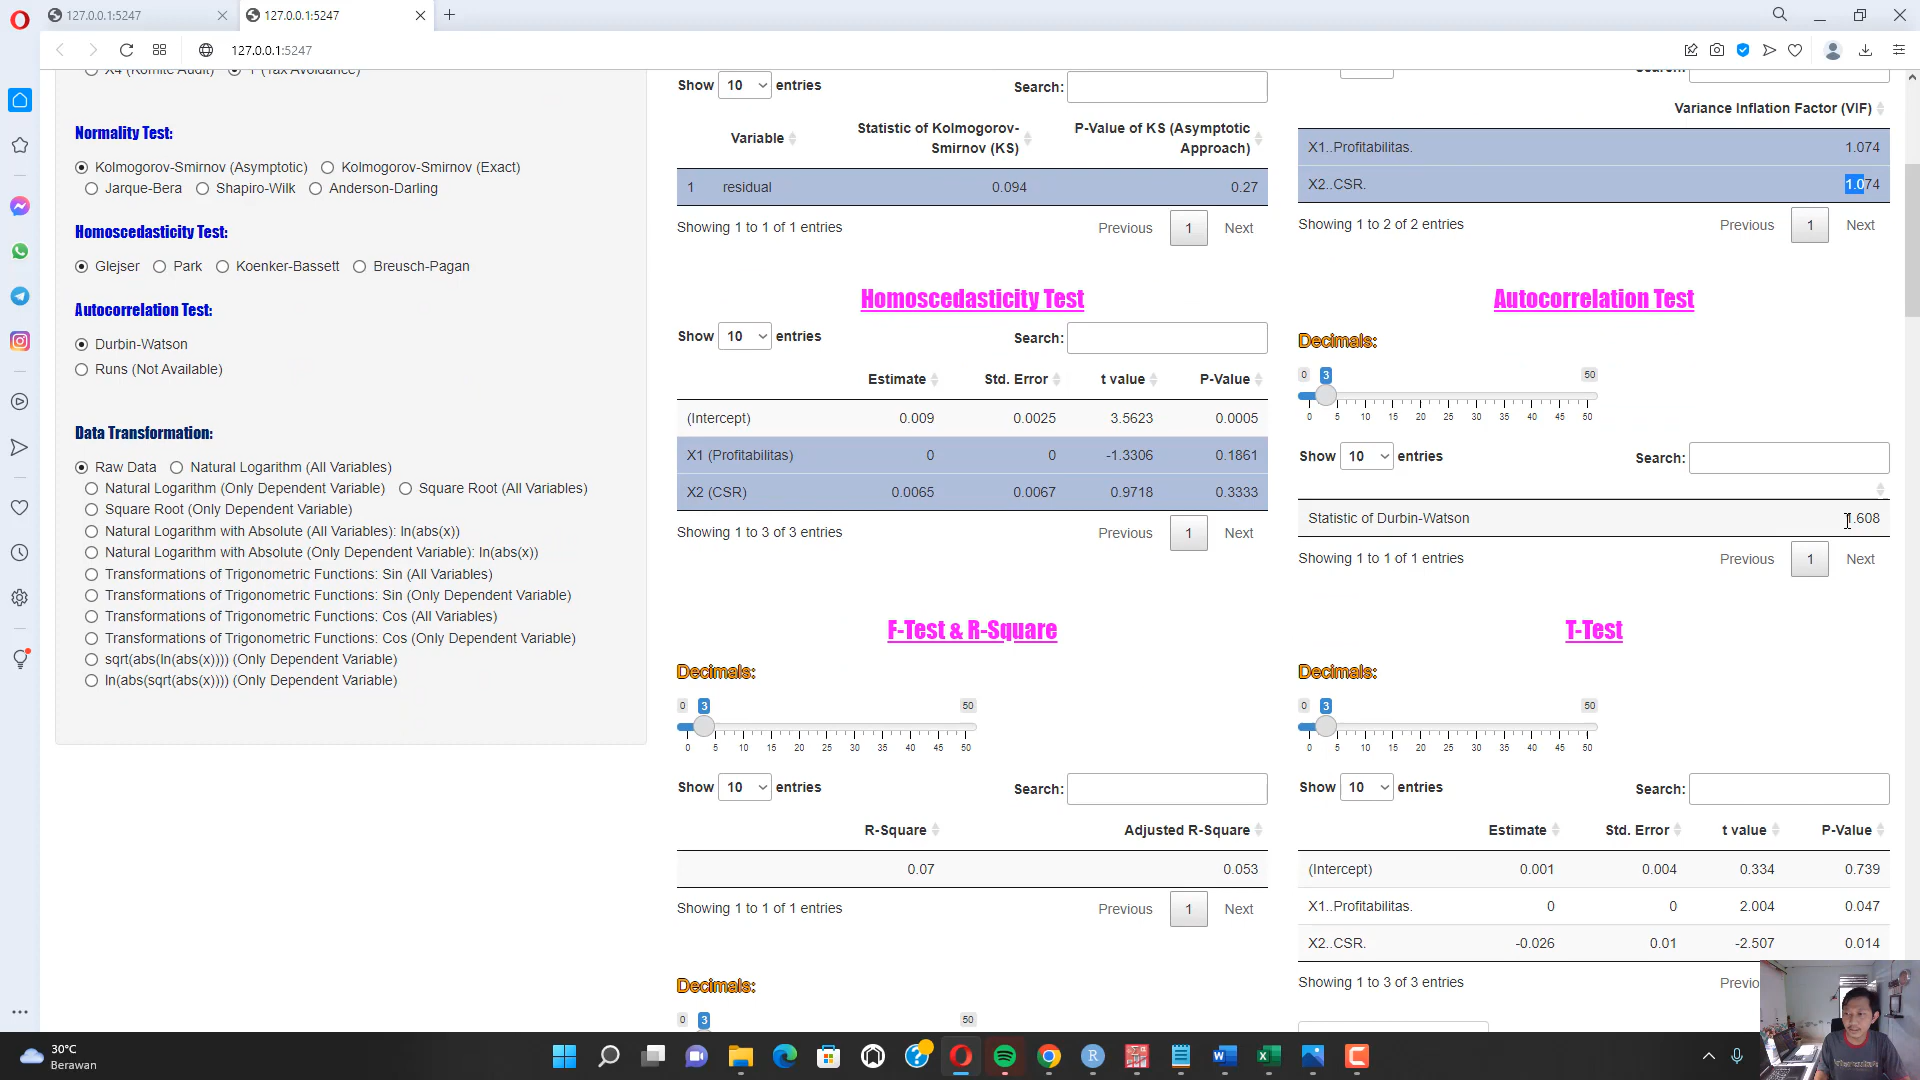 127.0.0.1:5247
127.0.0.1:5247
127.0.0.1:5247
X4 (Komite Audit) Y (Tax Avoidance)
Normality Test:
Kolmogorov-Smirnov (Asymptotic) Kolmogorov-Smirnov (Exact)
Jarque-Bera Shapiro-Wilk Anderson-Darling
Homoscedasticity Test:
Glejser Park Koenker-Bassett Breusch-Pagan
Autocorrelation Test:
Durbin-Watson
Runs (Not Available)
Data Transformation:
Raw Data Natural Logarithm (All Variables)
Natural Logarithm (Only Dependent Variable) Square Root (All Variables)
Square Root (Only Dependent Variable)
Natural Logarithm with Absolute (All Variables): ln(abs(x))
Natural Logarithm with Absolute (Only Dependent Variable): ln(abs(x))
Transformations of Trigonometric Functions: Sin (All Variables)
Transformations of Trigonometric Functions: Sin (Only Dependent Variable)
Transformations of Trigonometric Functions: Cos (All Variables)
Transformations of Trigonometric Functions: Cos (Only Dependent Variable)
sqrt(abs(ln(abs(x)))) (Only Dependent Variable)
ln(abs(sqrt(abs(x)))) (Only Dependent Variable)
Show 10 entries Search:
Variable Statistic of Kolmogorov-Smirnov (KS) P-Value of KS (Asymptotic Approach)
1 residual 0.094 0.27
Showing 1 to 1 of 1 entries Previous 1 Next
Variance Inflation Factor (VIF)
X1..Profitabilitas. 1.074
X2..CSR. 1.074
Showing 1 to 2 of 2 entries Previous 1 Next
Homoscedasticity Test
Show 10 entries Search:
Estimate Std. Error t value P-Value
(Intercept) 0.009 0.0025 3.5623 0.0005
X1 (Profitabilitas) 0 0 -1.3306 0.1861
X2 (CSR) 0.0065 0.0067 0.9718 0.3333
Showing 1 to 3 of 3 entries Previous 1 Next
Autocorrelation Test
Decimals:
0 3 50
0 5 10 15 20 25 30 35 40 45 50
Show 10 entries Search:
Statistic of Durbin-Watson 1.608
Showing 1 to 1 of 1 entries Previous 1 Next
F-Test & R-Square
Decimals:
0 3 50
0 5 10 15 20 25 30 35 40 45 50
Show 10 entries Search:
R-Square Adjusted R-Square
0.07 0.053
Showing 1 to 1 of 1 entries Previous 1 Next
Decimals:
0 3 50
T-Test
Decimals:
0 3 50
0 5 10 15 20 25 30 35 40 45 50
Show 10 entries Search:
Estimate Std. Error t value P-Value
(Intercept) 0.001 0.004 0.334 0.739
X1..Profitabilitas. 0 0 2.004 0.047
X2..CSR. -0.026 0.01 -2.507 0.014
Showing 1 to 3 of 3 entries
30°C
Berawan